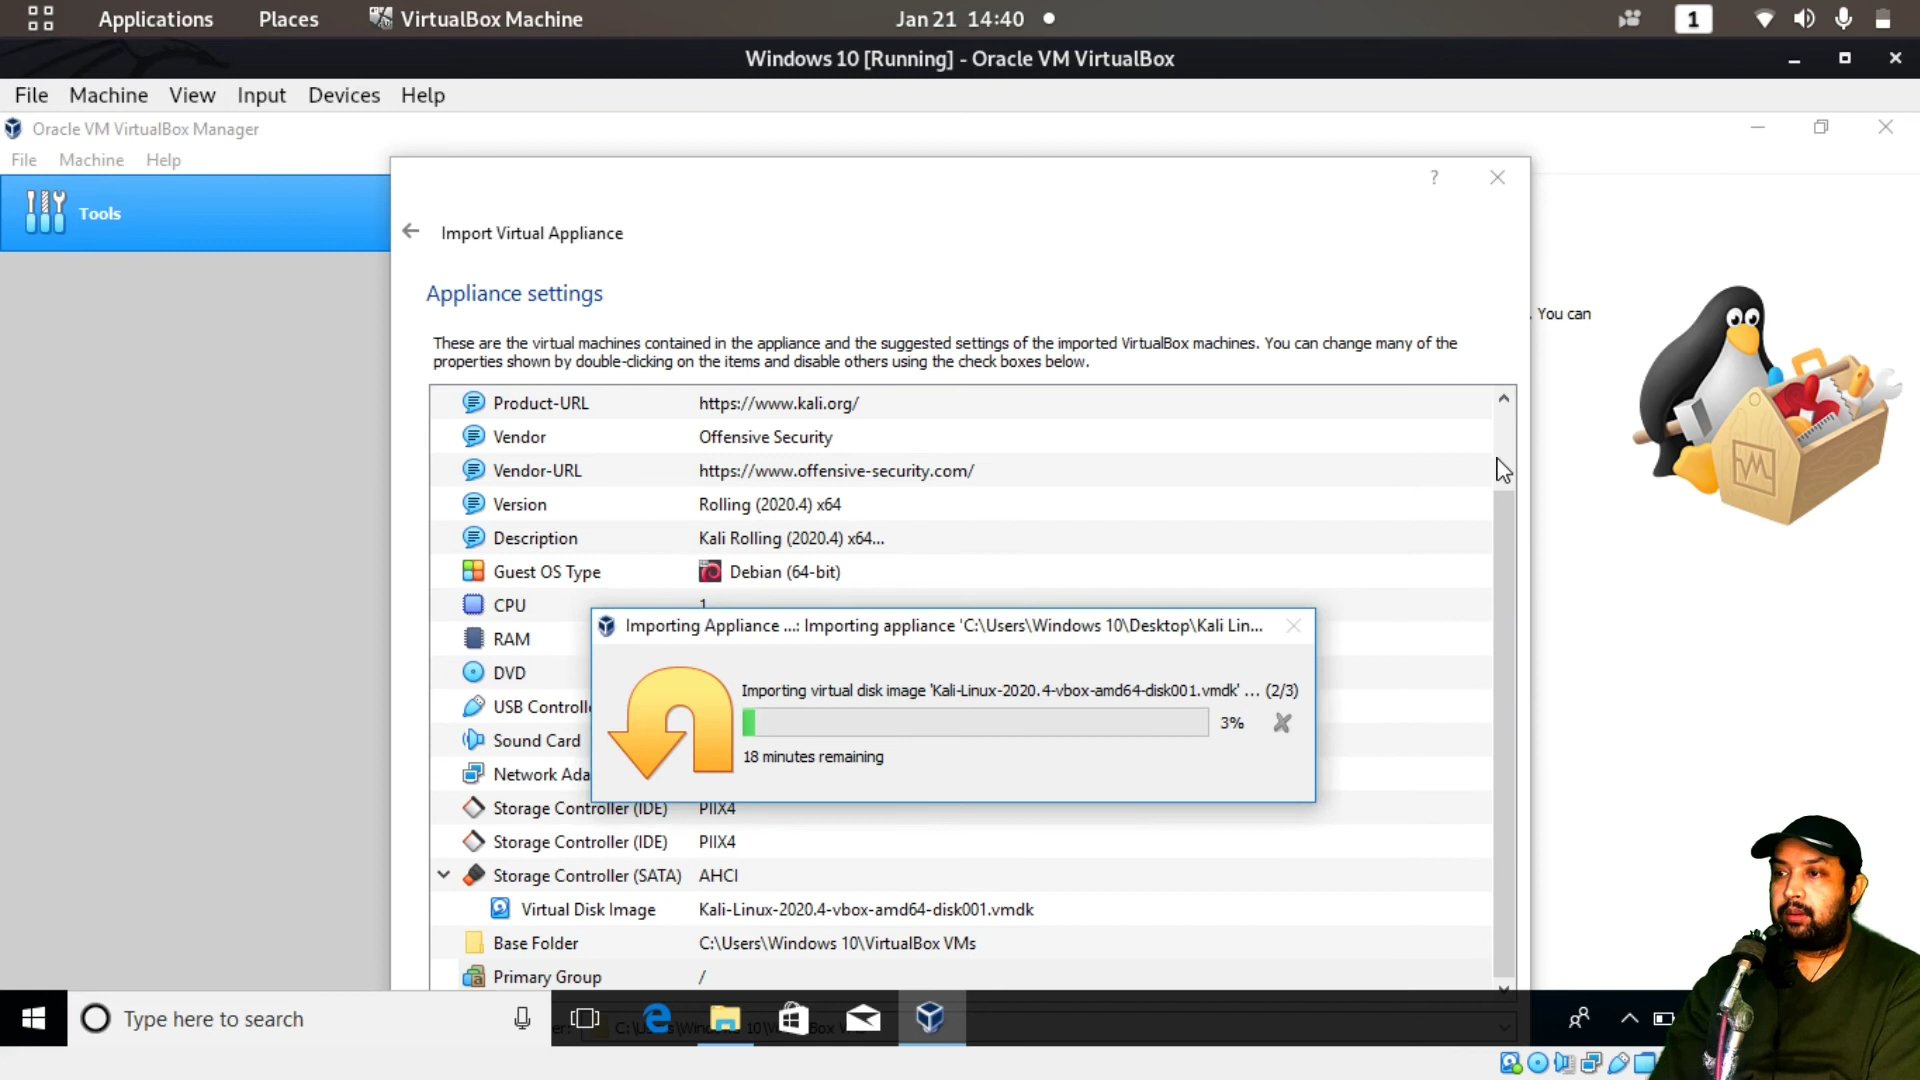 Applications Places VirtualBox Machine Jan 21 14:40 1
Windows 10 [Running] - Oracle VM VirtualBox
File Machine View Input Devices Help
Oracle VM VirtualBox Manager
File Machine Help
Tools
?
Import Virtual Appliance
Appliance settings
. You can
These are the virtual machines contained in the appliance and the suggested settings of the imported VirtualBox machines. You can change many of the
properties shown by double-clicking on the items and disable others using the check boxes below.
Product-URL https://www.kali.org/
Vendor Offensive Security
Vendor-URL https://www.offensive-security.com/
Version Rolling (2020.4) x64
Description Kali Rolling (2020.4) x64...
Guest OS Type Debian (64-bit)
CPU 1
RAM
DVD
USB Controlle
Sound Card
Network Ada
Importing Appliance ...: Importing appliance 'C:\Users\Windows 10\Desktop\Kali Lin...
Importing virtual disk image 'Kali-Linux-2020.4-vbox-amd64-disk001.vmdk' ... (2/3)
3%
18 minutes remaining
Storage Controller (IDE) PIIX4
Storage Controller (IDE) PIIX4
Storage Controller (SATA) AHCI
Virtual Disk Image Kali-Linux-2020.4-vbox-amd64-disk001.vmdk
Base Folder C:\Users\Windows 10\VirtualBox VMs
Primary Group /
Type here to search